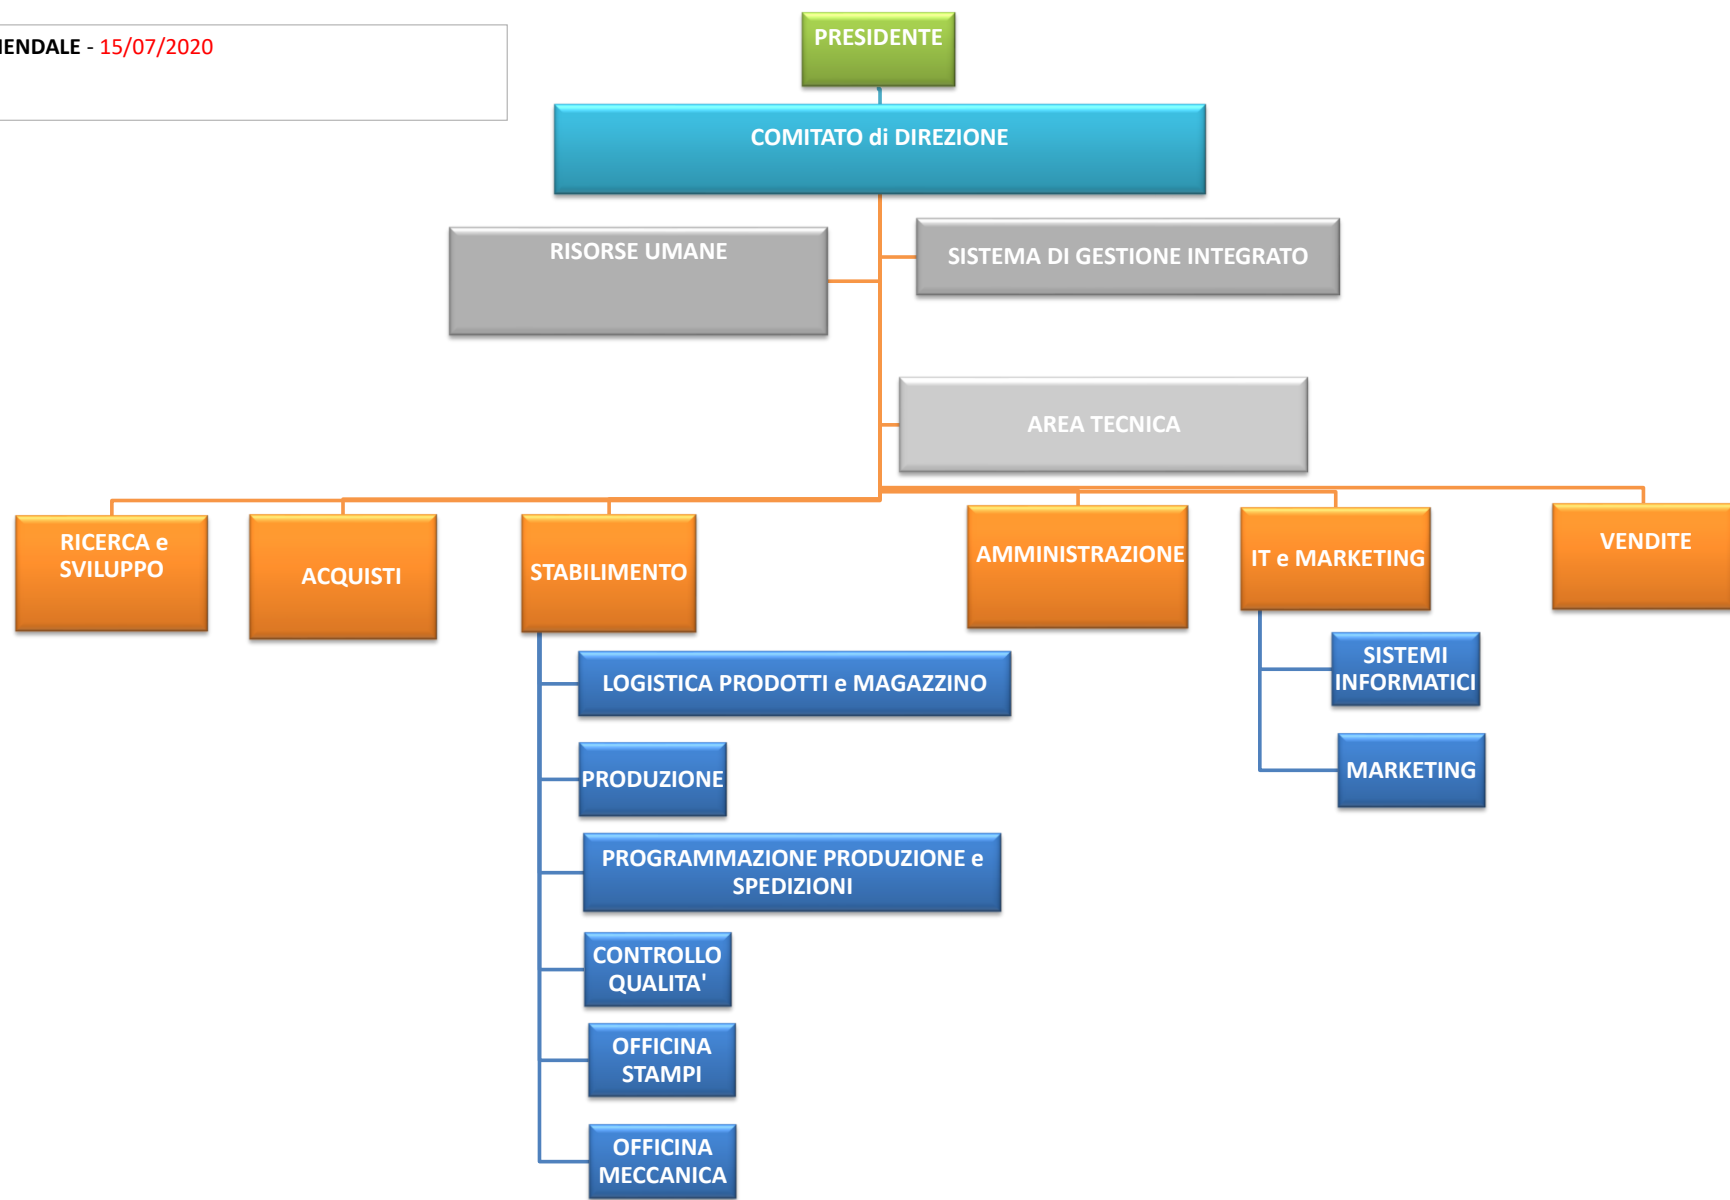 PRESIDENTE
- 15/07/2020
COMITATO di DIREZIONE
RISORSE UMANE
SISTEMA DI GESTIONE INTEGRATO
AREA TECNICA
RICERCA e
SVILUPPO
ACQUISTI
STABILIMENTO
AMMINISTRAZIONE
IT e MARKETING
VENDITE
LOGISTICA PRODOTTI e MAGAZZINO
PRODUZIONE
PROGRAMMAZIONE PRODUZIONE e
SPEDIZIONI
CONTROLLO
QUALITA'
OFFICINA
STAMPI
OFFICINA
MECCANICA
SISTEMI
INFORMATICI
MARKETING